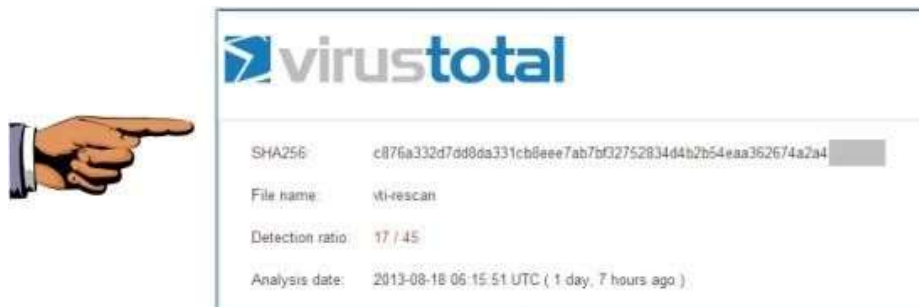 virustotal
SHA256: c876a332d7dd8da331cb8eee7ab7bf32752834d4b2b54eaa362674a2a4
File name: vti-rescan
Detection ratio: 17 / 45
Analysis date: 2013-08-18 06:15:51 UTC ( 1 day, 7 hours ago )